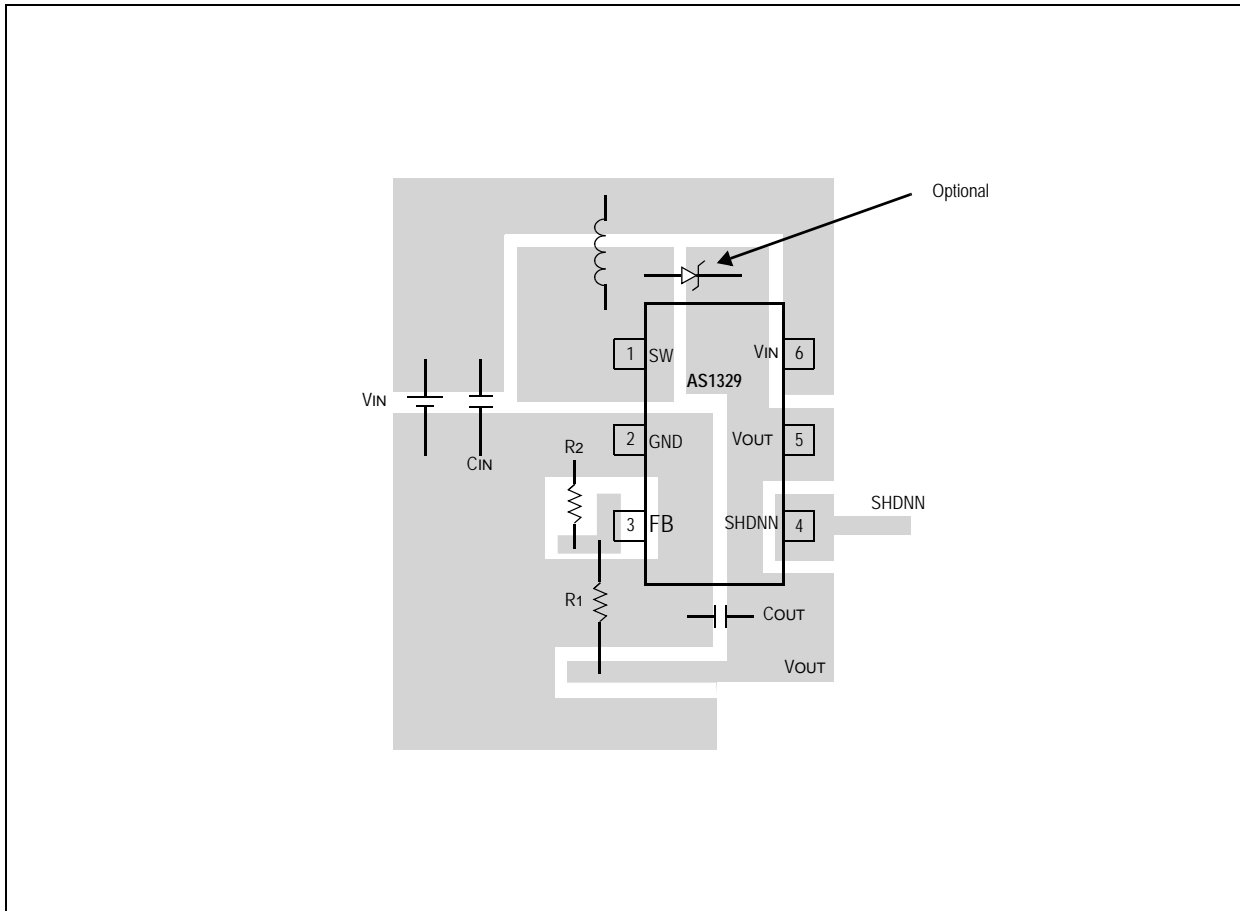 Optional
1 SW
VIN 6
AS1329
VIN
2 GND
VOUT 5
R2
CIN
3 FB
SHDNN 4
SHDNN
R1
COUT
VOUT